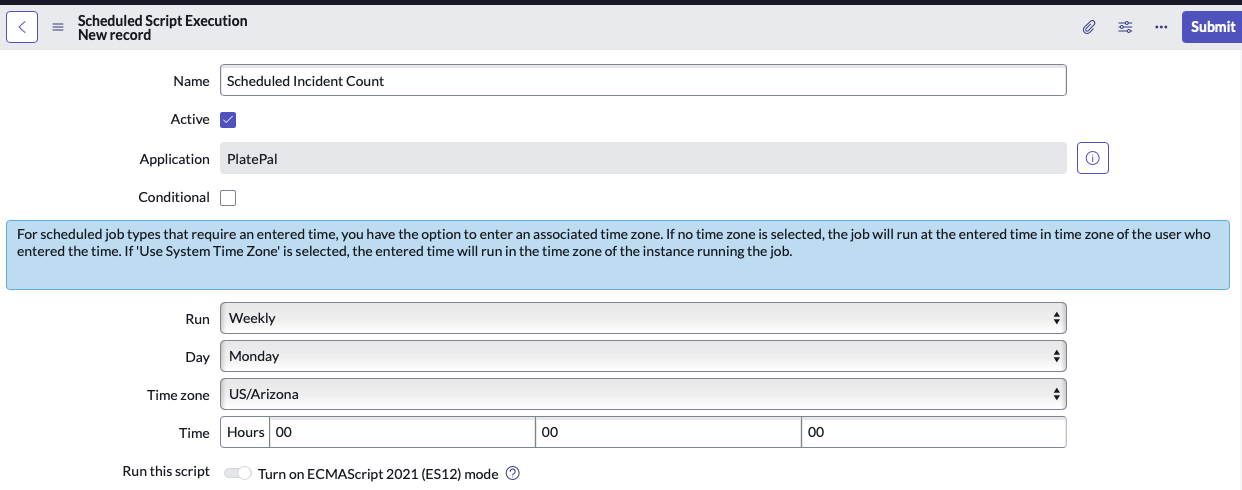 Scheduled Script Execution
New record
Submit
Name Scheduled Incident Count
Active
Application PlatePal
Conditional
For scheduled job types that require an entered time, you have the option to enter an associated time zone. If no time zone is selected, the job will run at the entered time in time zone of the user who
entered the time. If 'Use System Time Zone' is selected, the entered time will run in the time zone of the instance running the job.
Run Weekly
Day Monday
Time zone US/Arizona
Time Hours 00 00 00
Run this script Turn on ECMAScript 2021 (ES12) mode